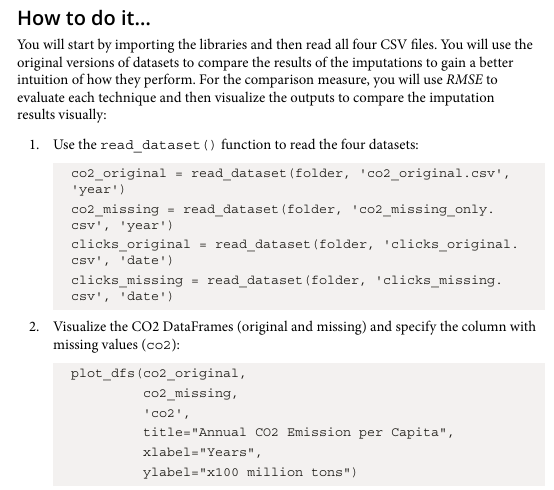 How to do it...
You will start by importing the libraries and then read all four CSV files. You will use the
original versions of datasets to compare the results of the imputations to gain a better
intuition of how they perform. For the comparison measure, you will use RMSE to
evaluate each technique and then visualize the outputs to compare the imputation
results visually:
1. Use the read_dataset() function to read the four datasets:
co2_original = read_dataset(folder, 'co2_original.csv',
'year')
co2_missing = read_dataset(folder, 'co2_missing_only.
csv', 'year')
clicks_original = read_dataset(folder, 'clicks_original.
csv', 'date')
clicks_missing = read_dataset(folder, 'clicks_missing.
csv', 'date')
2. Visualize the CO2 DataFrames (original and missing) and specify the column with
missing values (co2):
plot_dfs(co2_original,
co2_missing,
'co2',
title="Annual CO2 Emission per Capita",
xlabel="Years",
ylabel="x100 million tons")